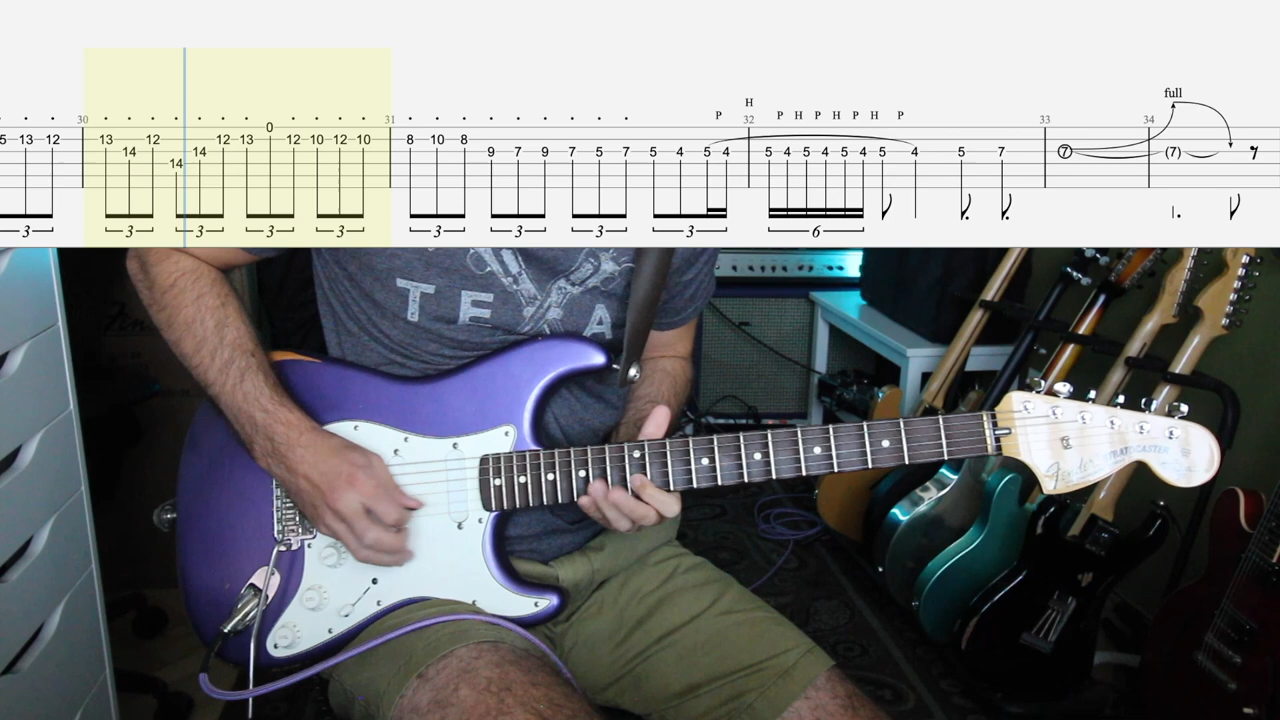 full
P H P H P H P H P
30 31 32 33 34
0
5 13 12 13 12 12 13 12 10 12 10 8 10 8
14 14 9 7 9 7 5 7 5 4 5 4 5 4 5 4 5 4 5 4 5 7 7 (7)
14
3 3 3 3 3 3 3 3 3 6
TEXA
Fender STRATOCASTER